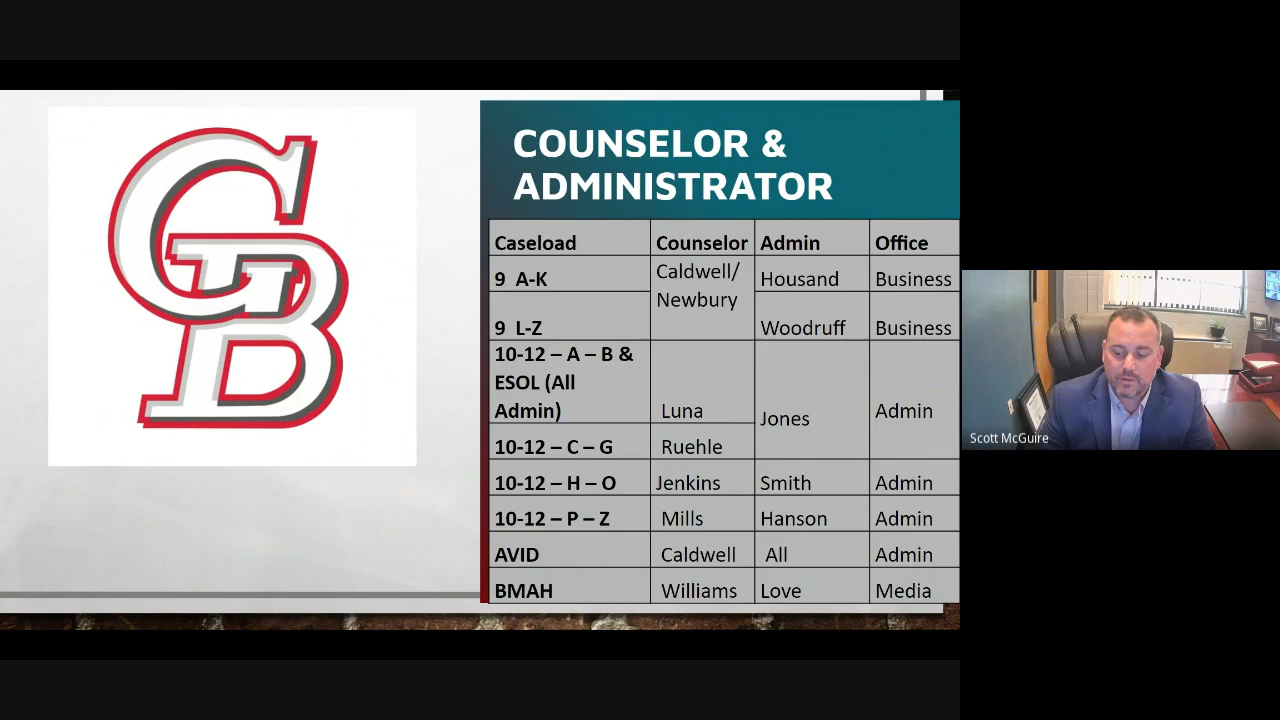 GB
COUNSELOR &
ADMINISTRATOR
Caseload Counselor Admin Office
9 A-K Caldwell/ Newbury Housand Business
9 L-Z Woodruff Business
10-12 – A – B &
ESOL (All
Admin) Luna Jones Admin
10-12 – C – G Ruehle
10-12 – H – O Jenkins Smith Admin
10-12 – P – Z Mills Hanson Admin
AVID Caldwell All Admin
BMAH Williams Love Media
Scott McGuire